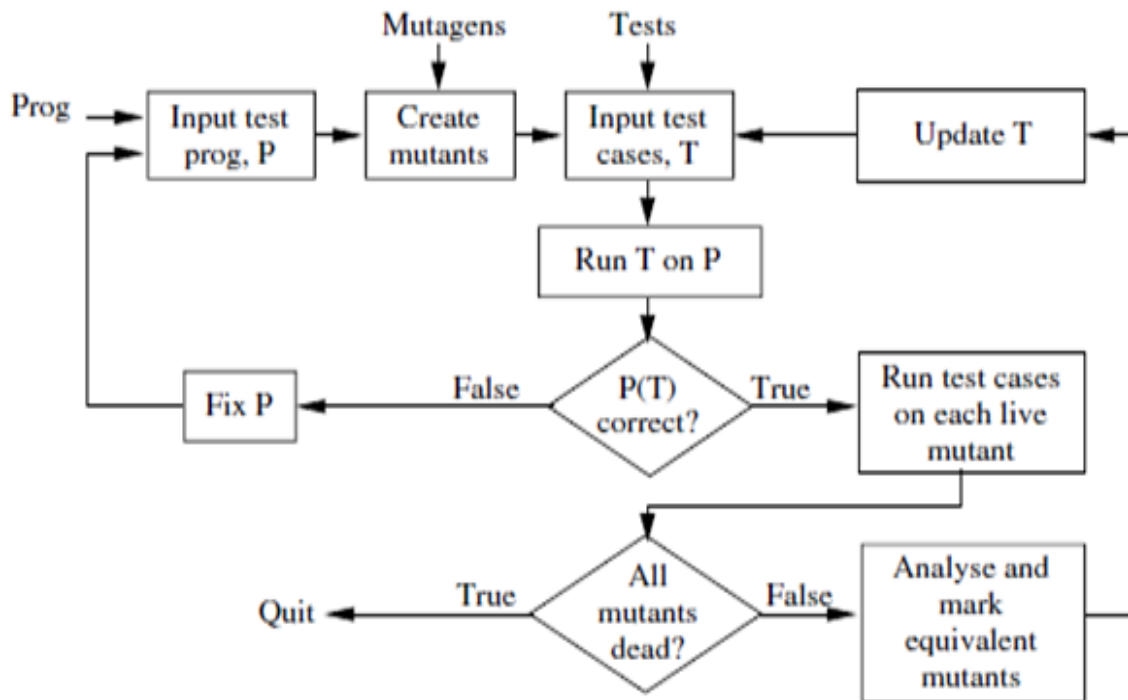 Mutagens
Tests
Prog
Input test
prog, P
Create
mutants
Input test
cases, T
Update T
Run T on P
Fix P
False
P(T)
correct?
True
Run test cases
on each live
mutant
Quit
True
All
mutants
dead?
False
Analyse and
mark
equivalent
mutants